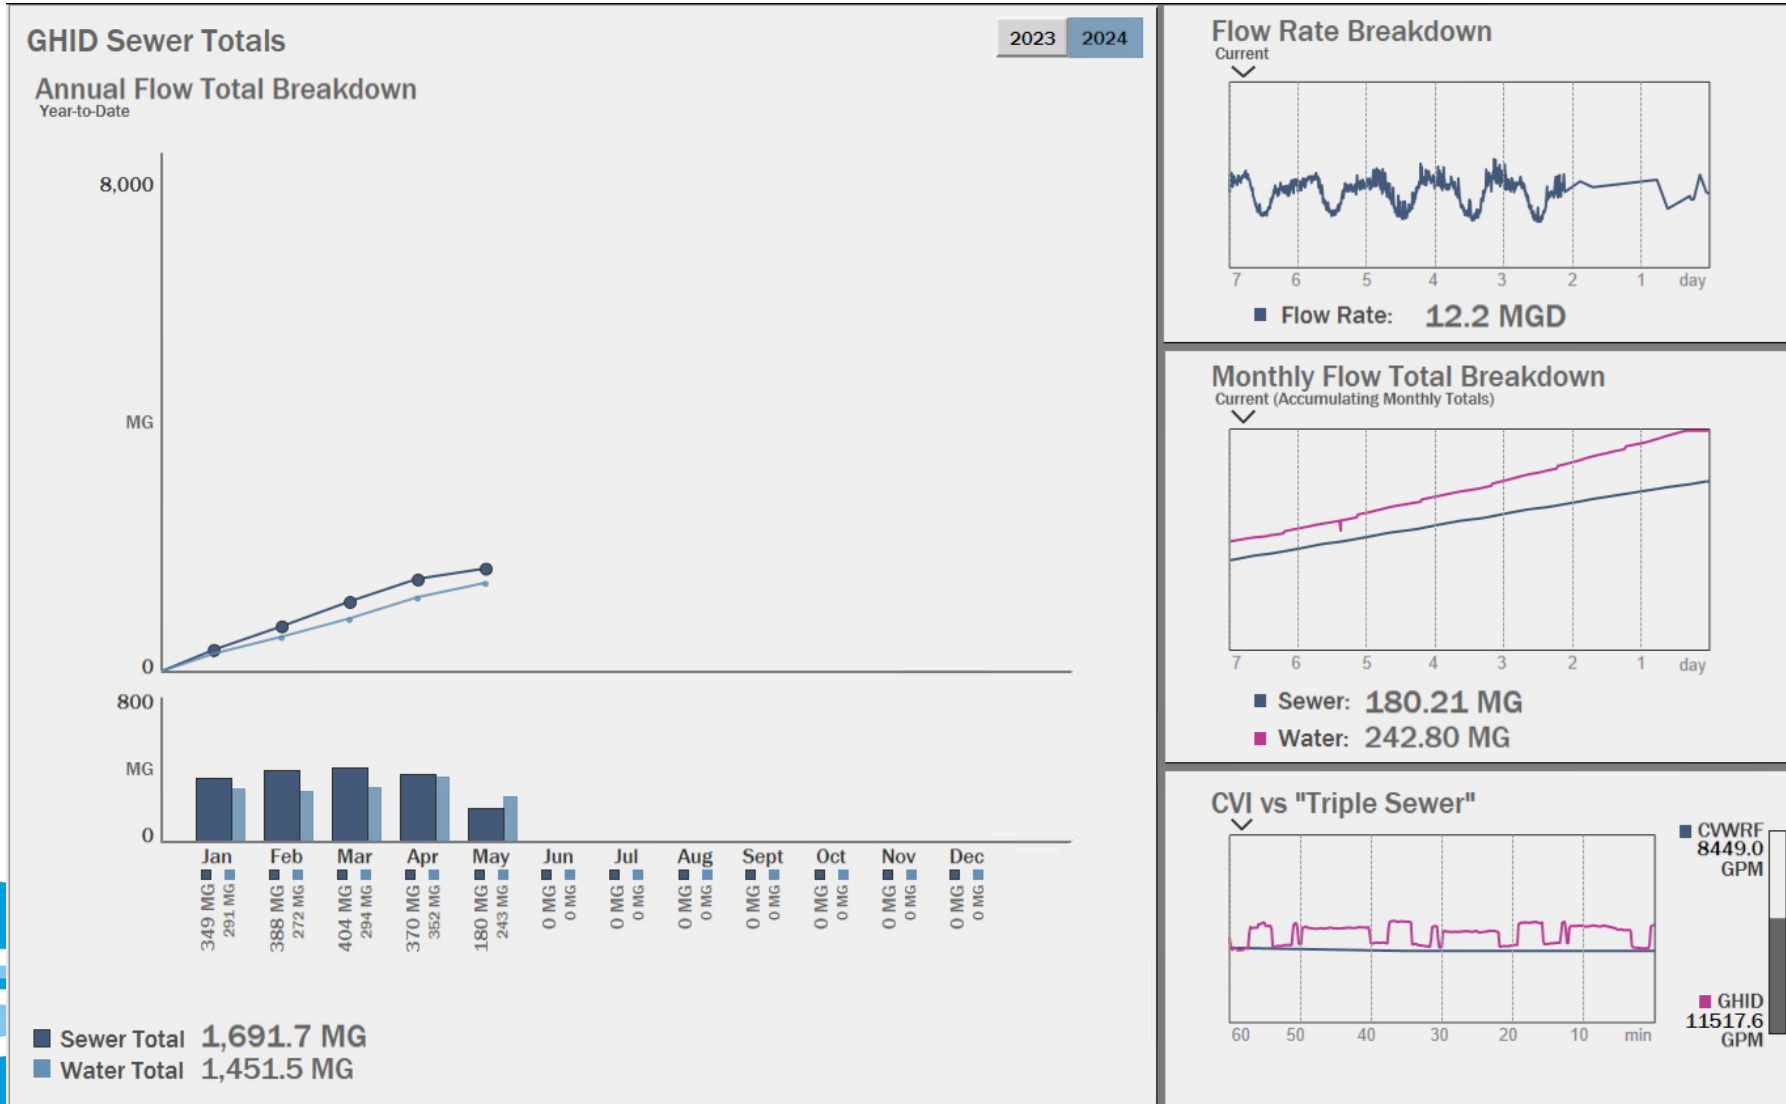 GHID Sewer Totals
2023 2024
Annual Flow Total Breakdown
Year-to-Date
8,000
MG
0
800
MG
0
Jan Feb Mar Apr May Jun Jul Aug Sept Oct Nov Dec
349 MG 291 MG 388 MG 272 MG 404 MG 294 MG 370 MG 352 MG 180 MG 243 MG 0 MG 0 MG 0 MG 0 MG 0 MG 0 MG 0 MG 0 MG 0 MG 0 MG 0 MG 0 MG 0 MG 0 MG
Sewer Total 1,691.7 MG
Water Total 1,451.5 MG
Flow Rate Breakdown
Current
7 6 5 4 3 2 1 day
Flow Rate: 12.2 MGD
Monthly Flow Total Breakdown
Current (Accumulating Monthly Totals)
7 6 5 4 3 2 1 day
Sewer: 180.21 MG
Water: 242.80 MG
CVI vs "Triple Sewer"
CVWRF
8449.0
GPM
GHID
11517.6
GPM
60 50 40 30 20 10 min